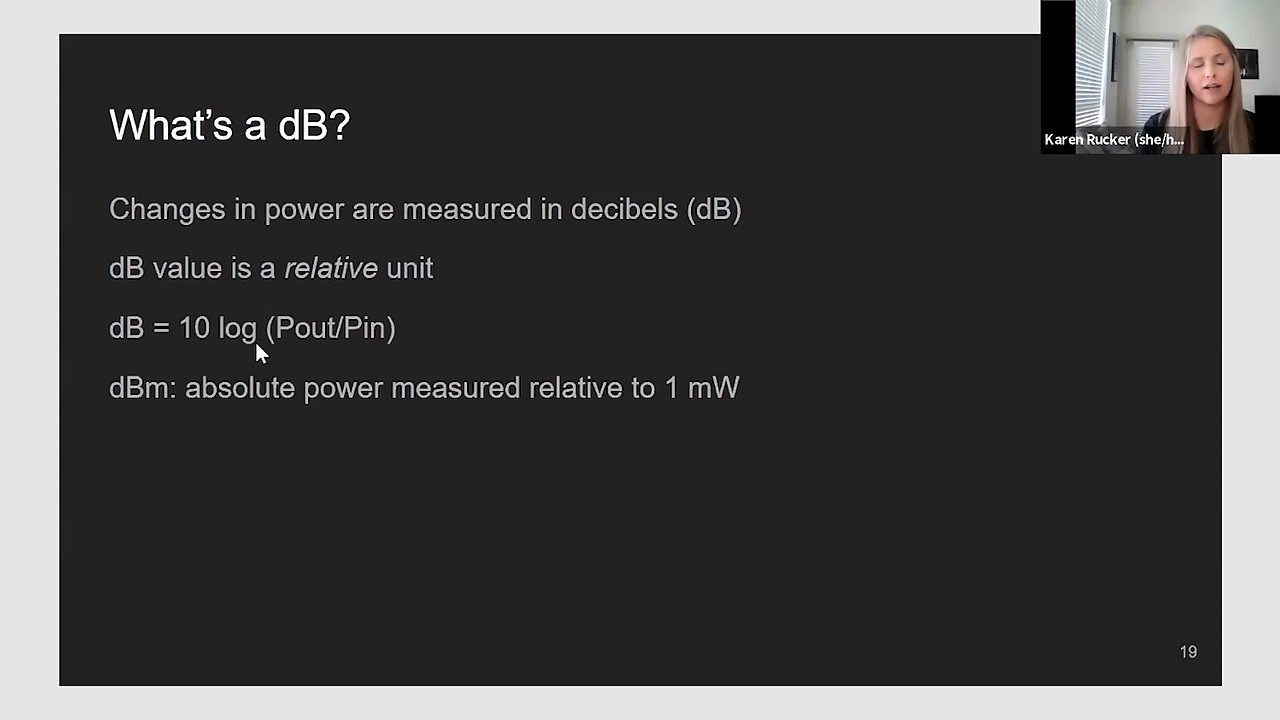 What's a dB?
Changes in power are measured in decibels (dB)
dB value is a relative unit
dB = 10 log (Pout/Pin)
dBm: absolute power measured relative to 1 mW
Karen Rucker (she/h...
19